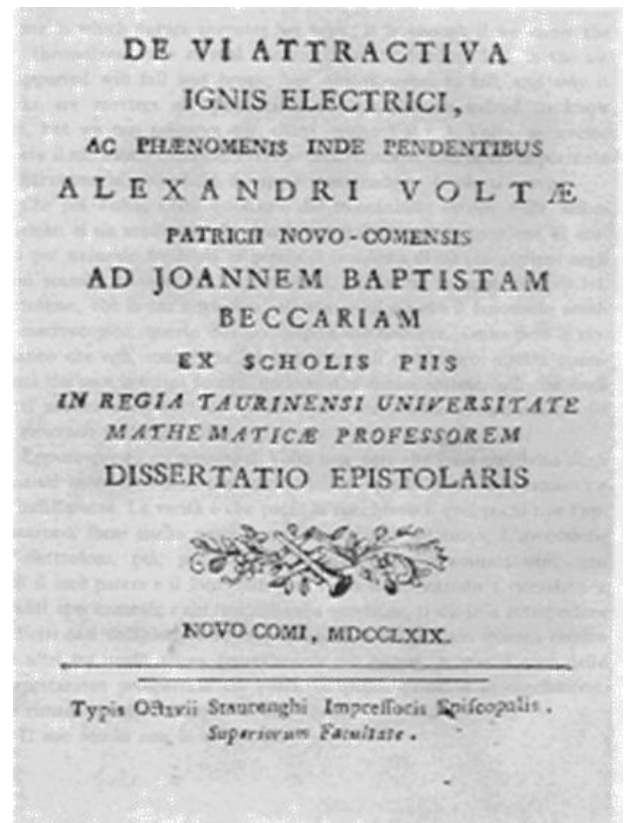 DE VI ATTRACTIVA
IGNIS ELECTRICI,
AC PHÆNOMENIS INDE PENDENTIBUS
ALEXANDRI VOLTÆ
PATRICII NOVO-COMENSIS
AD JOANNEM BAPTISTAM
BECCARIAM
EX SCHOLIS PIIS
IN REGIA TAURINENSI UNIVERSITATE
MATHEMATICÆ PROFESSOREM
DISSERTATIO EPISTOLARIS
NOVO COMI, MDCCLXIX.
Typis Octavii Staurenghi Impreſſoris Episcopalis.
Superiorum Facultate.